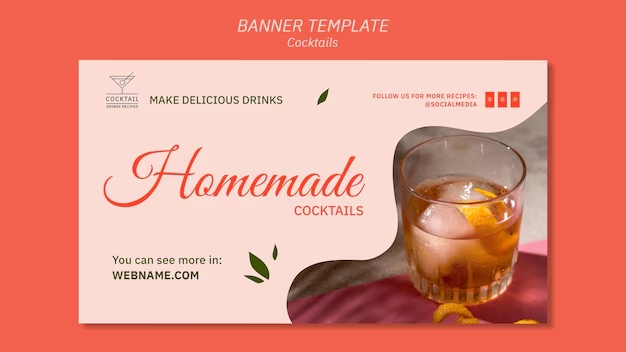 BANNER TEMPLATE
Cocktails
COCKTAIL
DRINKS RECIPES
MAKE DELICIOUS DRINKS
FOLLOW US FOR MORE RECIPES:
@SOCIALMEDIA
Homemade
COCKTAILS
You can see more in:
WEBNAME.COM